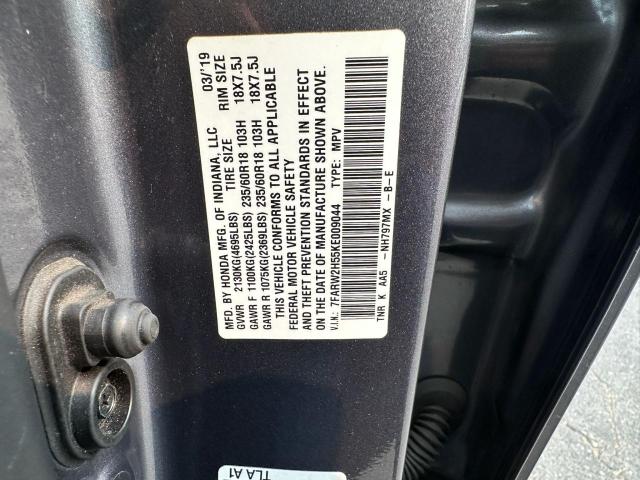 MFD. BY HONDA MFG. OF INDIANA, LLC 03/'19
TIRE SIZE RIM SIZE
GVWR 2130KG(4695LBS)
GAWR F 1100KG(2425LBS) 235/60R18 103H 18X7.5J
GAWR R 1075KG(2369LBS) 235/60R18 103H 18X7.5J
THIS VEHICLE CONFORMS TO ALL APPLICABLE
FEDERAL MOTOR VEHICLE SAFETY
AND THEFT PREVENTION STANDARDS IN EFFECT
ON THE DATE OF MANUFACTURE SHOWN ABOVE.
V.I.N.: 7FARW2H55KE009044 TYPE: MPV
TNR K AA5 -NH797MX -B-E
TLA A1